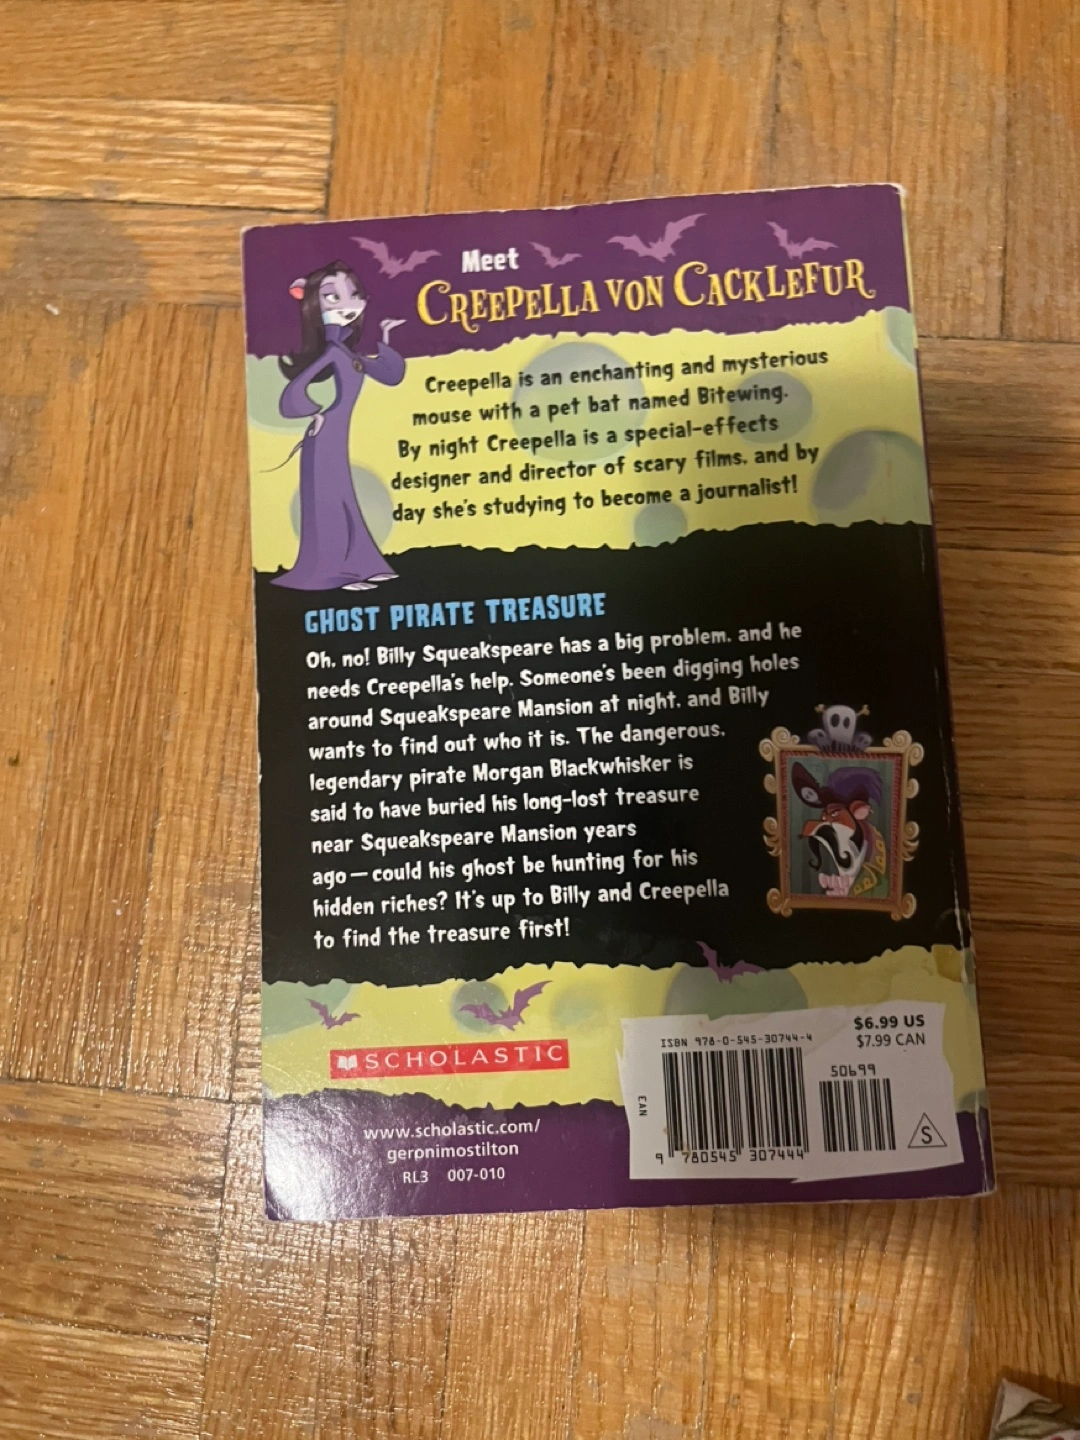 Meet
CREEPELLA VON CACKLEFUR
Creepella is an enchanting and mysterious
mouse with a pet bat named Bitewing.
By night Creepella is a special-effects
designer and director of scary films, and by
day she's studying to become a journalist!
GHOST PIRATE TREASURE
Oh, no! Billy Squeakspeare has a big problem, and he
needs Creepella's help. Someone's been digging holes
around Squeakspeare Mansion at night, and Billy
wants to find out who it is. The dangerous,
legendary pirate Morgan Blackwhisker is
said to have buried his long-lost treasure
near Squeakspeare Mansion years
ago—could his ghost be hunting for his
hidden riches? It's up to Billy and Creepella
to find the treasure first!
SCHOLASTIC
www.scholastic.com/
geronimostilton
RL3 007-010
$6.99 US
$7.99 CAN
ISBN 978-0-545-30744-4
50699
EAN
9 780545 307444
S